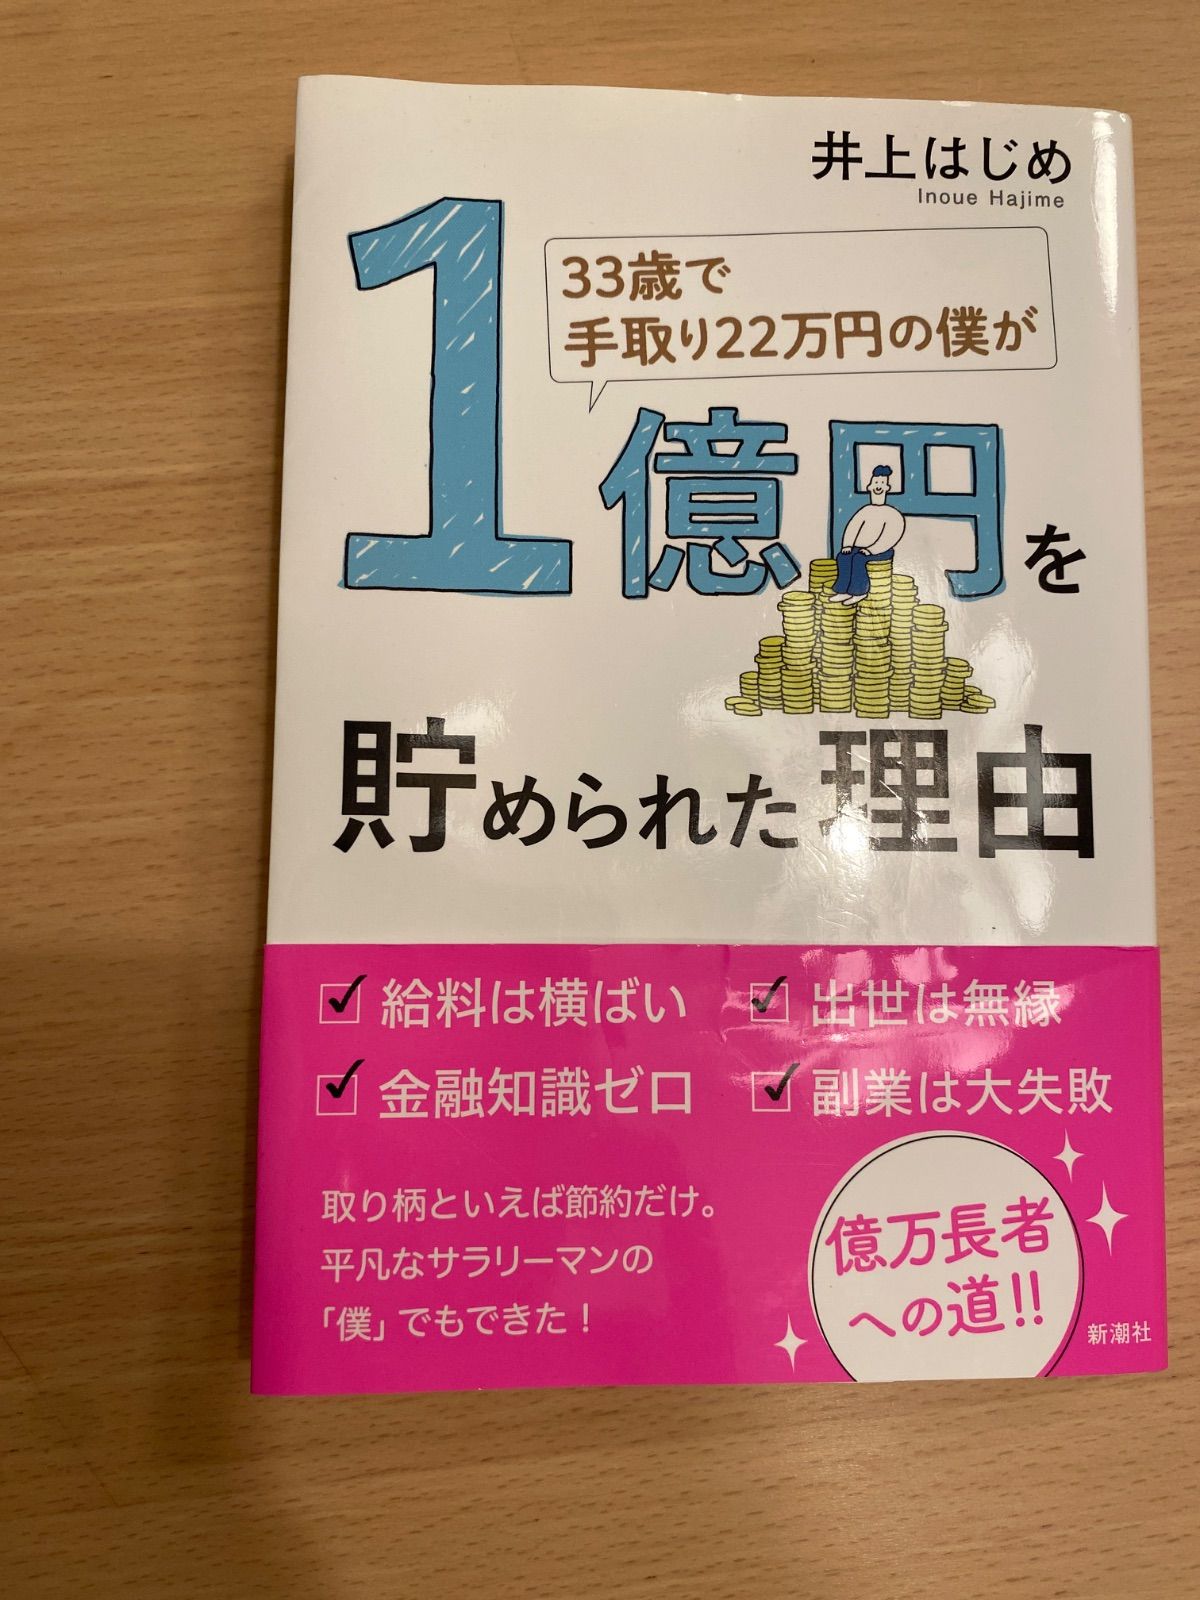 井上はじめ
Inoue Hajime
33歳で
手取り22万円の僕が
1億円を
貯められた理由
給料は横ばい
出世は無縁
金融知識ゼロ
副業は大失敗
取り柄といえば節約だけ。
平凡なサラリーマンの
「僕」でもできた！
億万長者
への道!!
新潮社